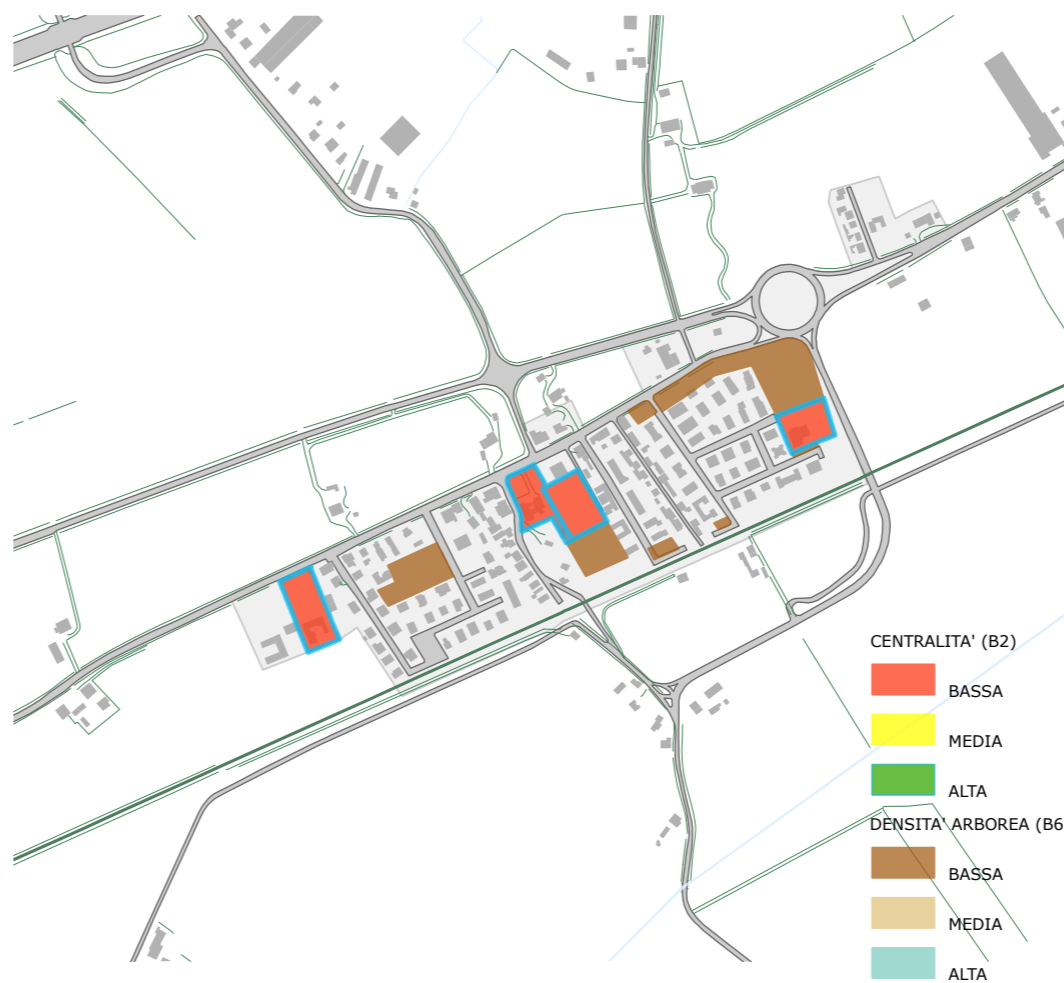 CENTRALITA' (B2)
BASSA
MEDIA
ALTA
DENSITA' ARBOREA (B6
BASSA
MEDIA
ALTA